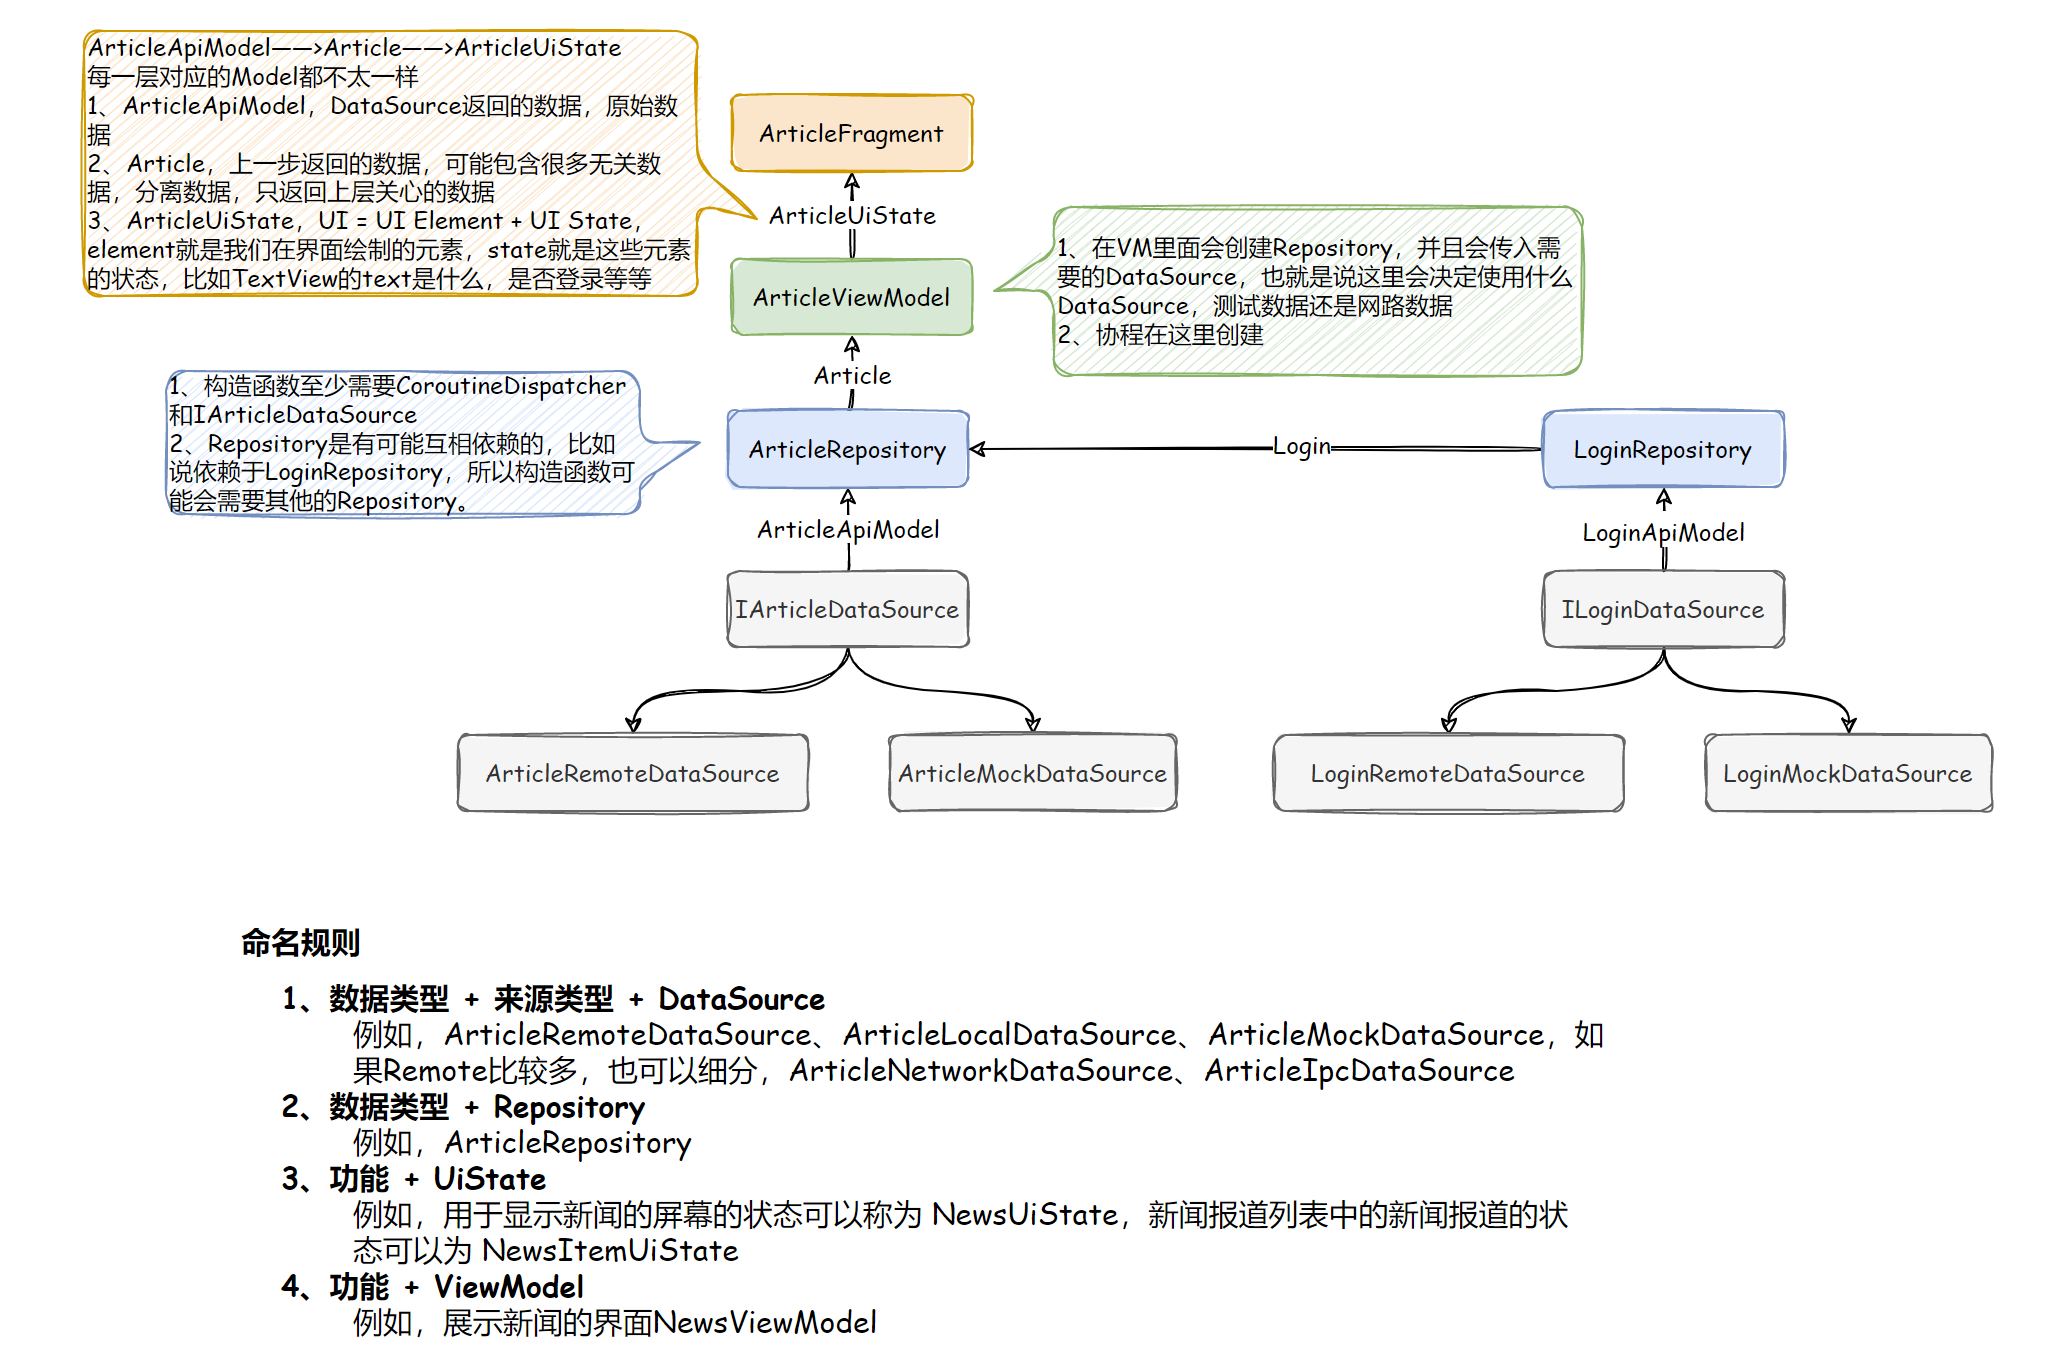 ArticleApiModel——>Article——>ArticleUiState
每一层对应的Model都不太一样
1、ArticleApiModel，DataSource返回的数据，原始数
据
2、Article，上一步返回的数据，可能包含很多无关数
据，分离数据，只返回上层关心的数据
3、ArticleUiState，UI = UI Element + UI State，
element就是我们在界面绘制的元素，state就是这些元素
的状态，比如TextView的text是什么，是否登录等等
ArticleFragment
ArticleUiState
ArticleViewModel
1、在VM里面会创建Repository，并且会传入需
要的DataSource，也就是说这里会决定使用什么
DataSource，测试数据还是网路数据
2、协程在这里创建
Article
1、构造函数至少需要CoroutineDispatcher
和IArticleDataSource
2、Repository是有可能互相依赖的，比如
说依赖于LoginRepository，所以构造函数可
能会需要其他的Repository。
ArticleRepository
Login
LoginRepository
ArticleApiModel
LoginApiModel
IArticleDataSource
ILoginDataSource
ArticleRemoteDataSource
ArticleMockDataSource
LoginRemoteDataSource
LoginMockDataSource
命名规则
1、数据类型 + 来源类型 + DataSource
例如，ArticleRemoteDataSource、ArticleLocalDataSource、ArticleMockDataSource，如
果Remote比较多，也可以细分，ArticleNetworkDataSource、ArticleIpcDataSource
2、数据类型 + Repository
例如，ArticleRepository
3、功能 + UiState
例如，用于显示新闻的屏幕的状态可以称为 NewsUiState，新闻报道列表中的新闻报道的状
态可以为 NewsItemUiState
4、功能 + ViewModel
例如，展示新闻的界面NewsViewModel